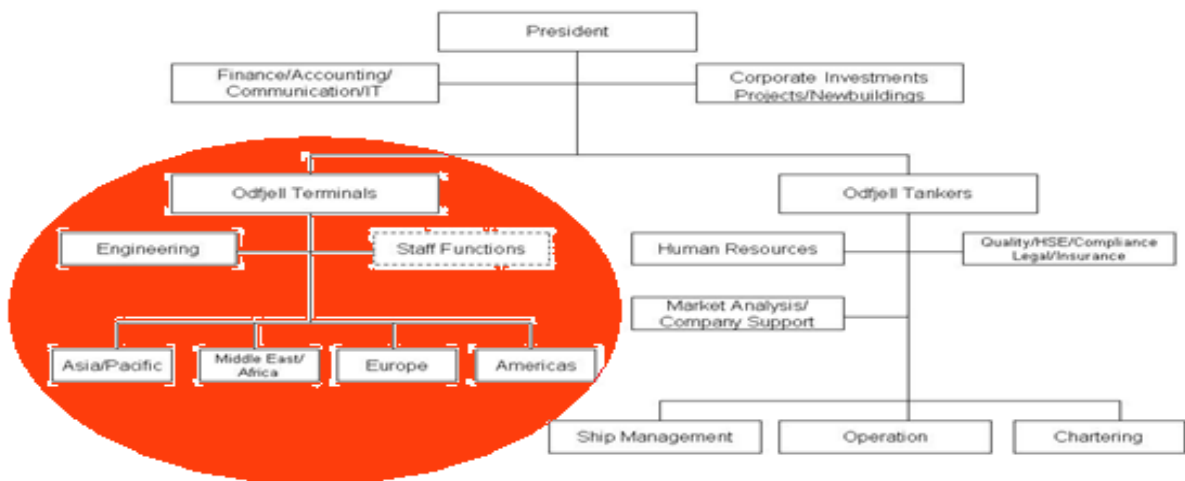 President
Finance/Accounting/
Communication/IT
Corporate Investments
Projects/Newbuildings
Odfjell Terminals
Odfjell Tankers
Engineering
Staff Functions
Human Resources
Quality/HSE/Compliance
Legal/Insurance
Market Analysis/
Company Support
Asia/Pacific
Middle East/
Africa
Europe
Americas
Ship Management
Operation
Chartering